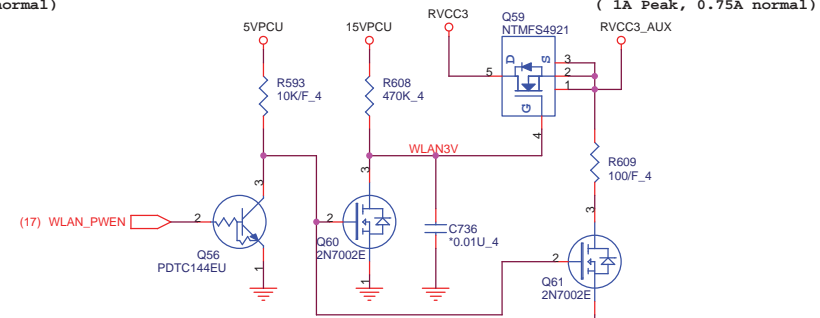 normal)
( 1A Peak, 0.75A normal)
5VPCU
15VPCU
RVCC3
Q59
NTMFS4921
RVCC3_AUX
D
S
G
5
3
2
1
4
R593
10K/F_4
R608
470K_4
WLAN3V
R609
100/F_4
(17) WLAN_PWEN
2
3
1
Q56
PDTC144EU
2
3
1
Q60
2N7002E
C736
*0.01U_4
2
3
Q61
2N7002E